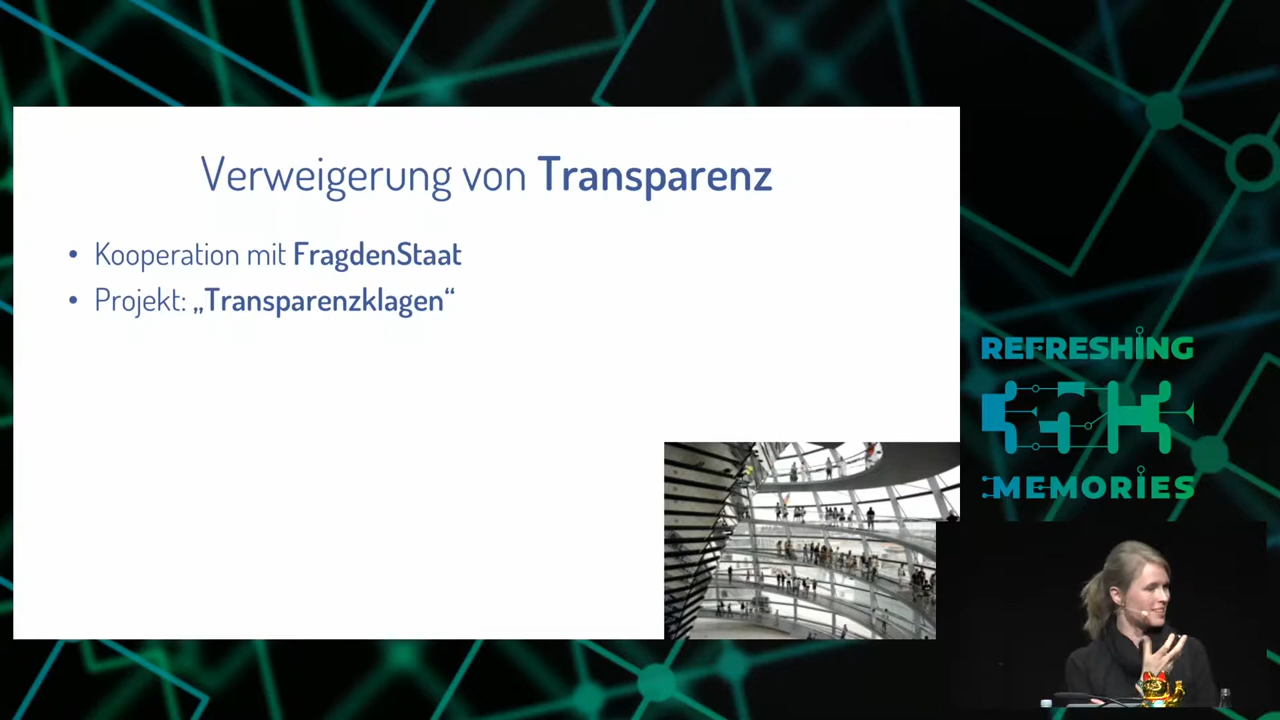 Verweigerung von Transparenz
• Kooperation mit FragdenStaat
• Projekt: „Transparenzklagen“
REFRESHING
MEMORIES